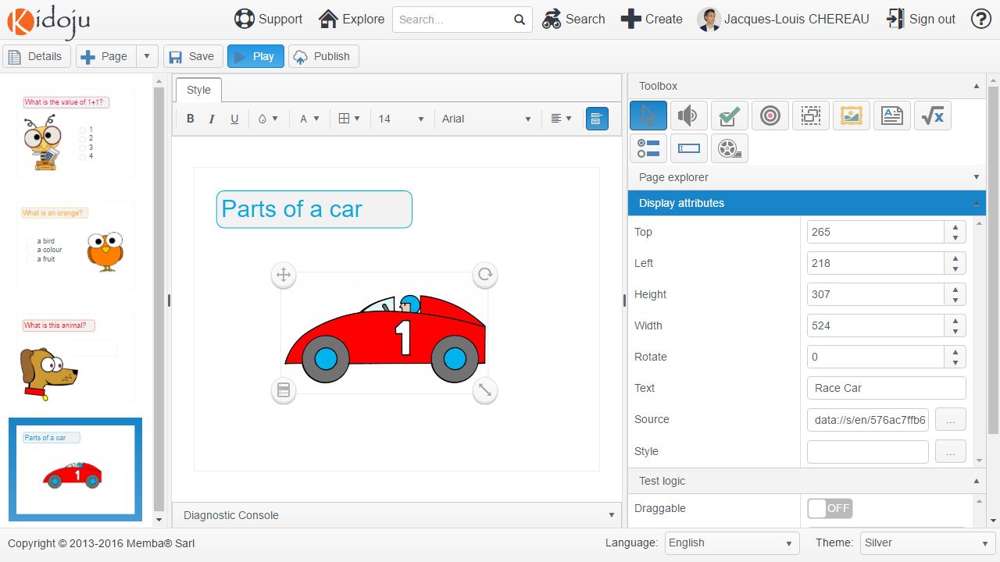 Kidoju
Support
Explore
Search...
Search
Create
Jacques-Louis CHEREAU
Sign out
?
Details
Page
Save
Play
Publish
What is the value of 1+1?
1
2
3
4
What is an orange?
a bird
a colour
a fruit
What is this animal?
Parts of a car
1
Style
B I U
A
14
Arial
Parts of a car
1
Diagnostic Console
Toolbox
Page explorer
Display attributes
Top 265
Left 218
Height 307
Width 524
Rotate 0
Text Race Car
Source data://s/en/576ac7ffb6 ...
Style ...
Test logic
Draggable OFF
Copyright © 2013-2016 Memba® Sarl
Language: English
Theme: Silver